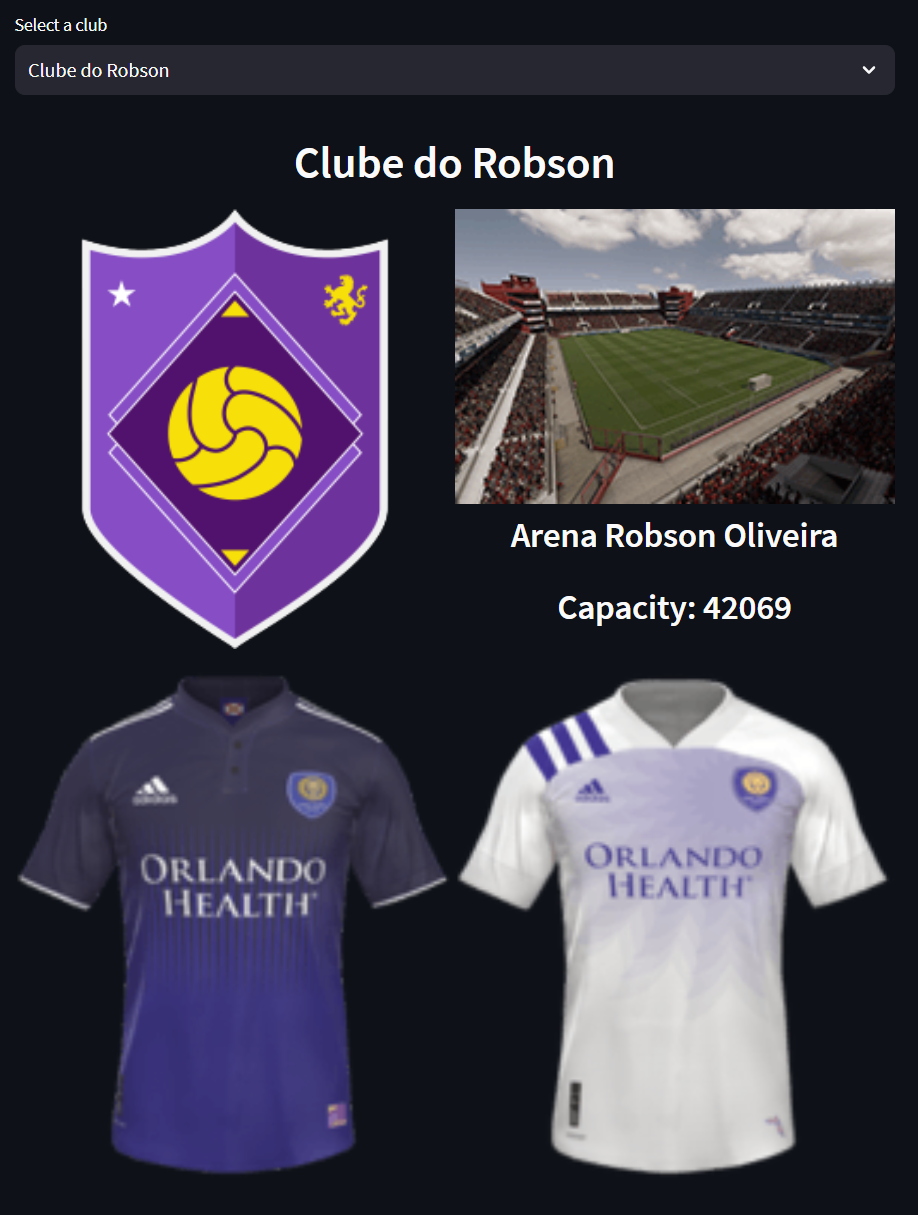 Select a club
Clube do Robson
Clube do Robson
Arena Robson Oliveira
Capacity: 42069
adidas
ORLANDO
HEALTH
adidas
ORLANDO
HEALTH